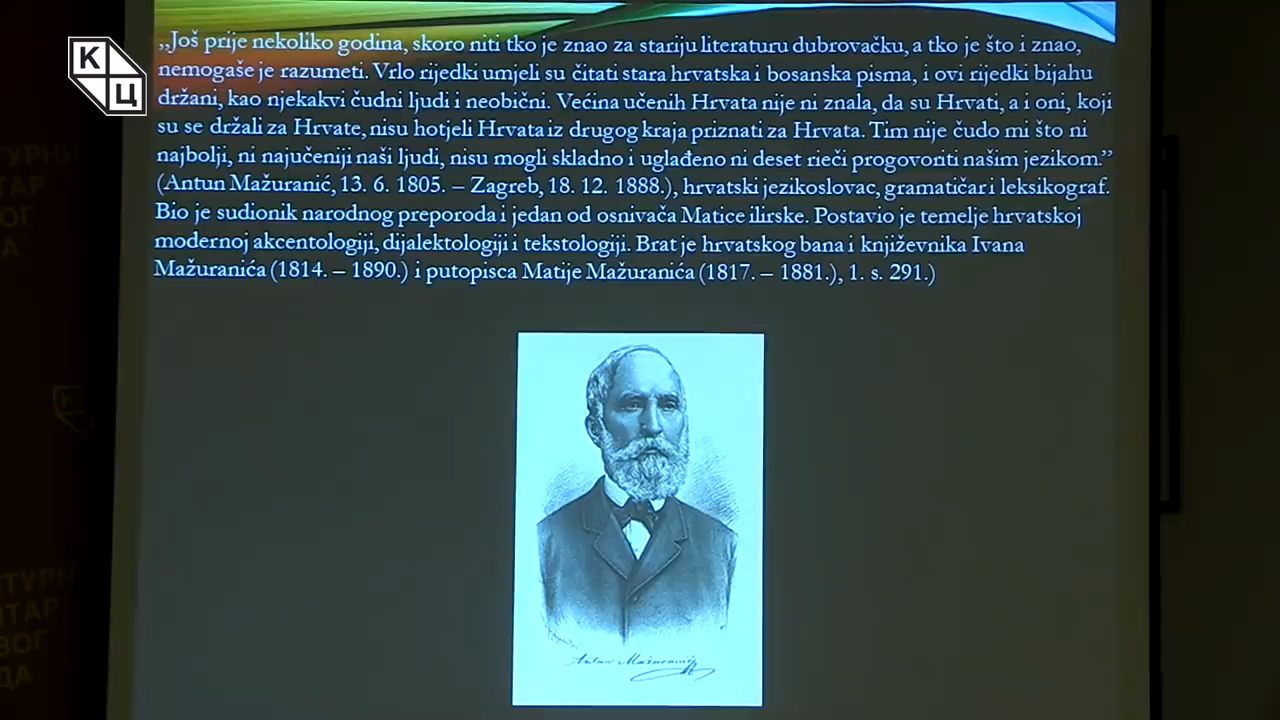 К
Ц
„Još prije nekoliko godina, skoro niti tko je znao za stariju literaturu dubrovačku, a tko je što i znao,
nemogaše je razumeti. Vrlo rijedki umjeli su čitati stara hrvatska i bosanska pisma, i ovi rijedki bijahu
držani, kao njekakvi čudni ljudi i neobični. Većina učenih Hrvata nije ni znala, da su Hrvati, a i oni, koji
su se držali za Hrvate, nisu hotjeli Hrvata iz drugog kraja priznati za Hrvata. Tim nije čudo mi što ni
najbolji, ni najučeniji naši ljudi, nisu mogli skladno i uglađeno ni deset rieči progovoriti našim jezikom.”
(Antun Mažuranić, 13. 6. 1805. – Zagreb, 18. 12. 1888.), hrvatski jezikoslovac, gramatičar i leksikograf.
Bio je sudionik narodnog preporoda i jedan od osnivača Matice ilirske. Postavio je temelje hrvatskoj
modernoj akcentologiji, dijalektologiji i tekstologiji. Brat je hrvatskog bana i književnika Ivana
Mažuranića (1814. – 1890.) i putopisca Matije Mažuranića (1817. – 1881.), 1. s. 291.)
Antun Mažuranić